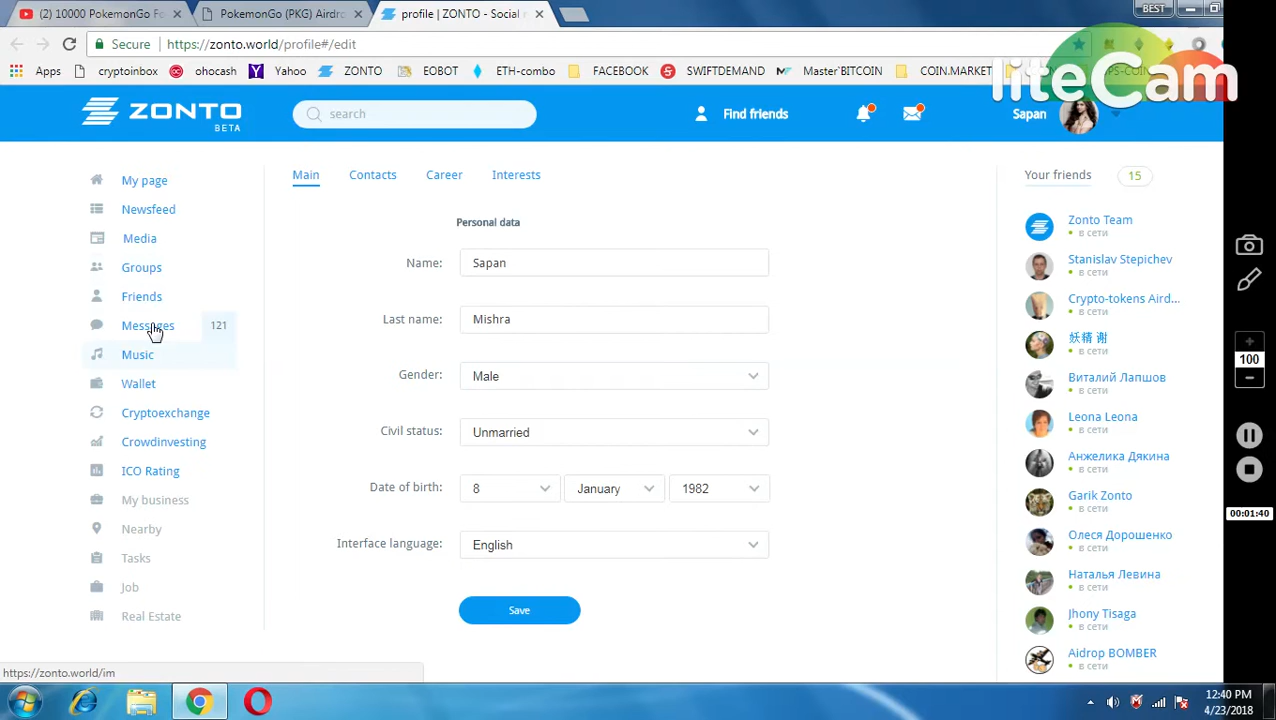 (2) 10000 PokemonGo Fo
PokemonGo (PKG) Airdro
profile | ZONTO - Social
BEST
Secure
https://zonto.world/profile#/edit
Apps
cryptoinbox
ohocash
Yahoo
ZON
EOBOT
ETH-combo
FACEBOOK
SWIFTDEMAND
Master`BITCOIN
COIN.MARKET
PS-COIN
liteCam
ZONTO
BETA
search
Find friends
Sapan
My page
Newsfeed
Media
Groups
Friends
Messages 121
Music
Wallet
Cryptoexchange
Crowdinvesting
ICO Rating
My business
Nearby
Tasks
Job
Real Estate
Main Contacts Career Interests
Personal data
Name: Sapan
Last name: Mishra
Gender: Male
Civil status: Unmarried
Date of birth: 8 January 1982
Interface language: English
Save
Your friends 15
Zonto Team
в сети
Stanislav Stepichev
в сети
Crypto-tokens Aird...
в сети
妖精 谢
в сети
Виталий Лапшов
в сети
Leona Leona
в сети
Анжелика Дякина
в сети
Garik Zonto
в сети
Олеся Дорошенко
в сети
Наталья Левина
в сети
Jhony Tisaga
в сети
Aidrop BOMBER
в сети
100
00:01:40
https://zonto.world/im
12:40 PM
4/23/2018